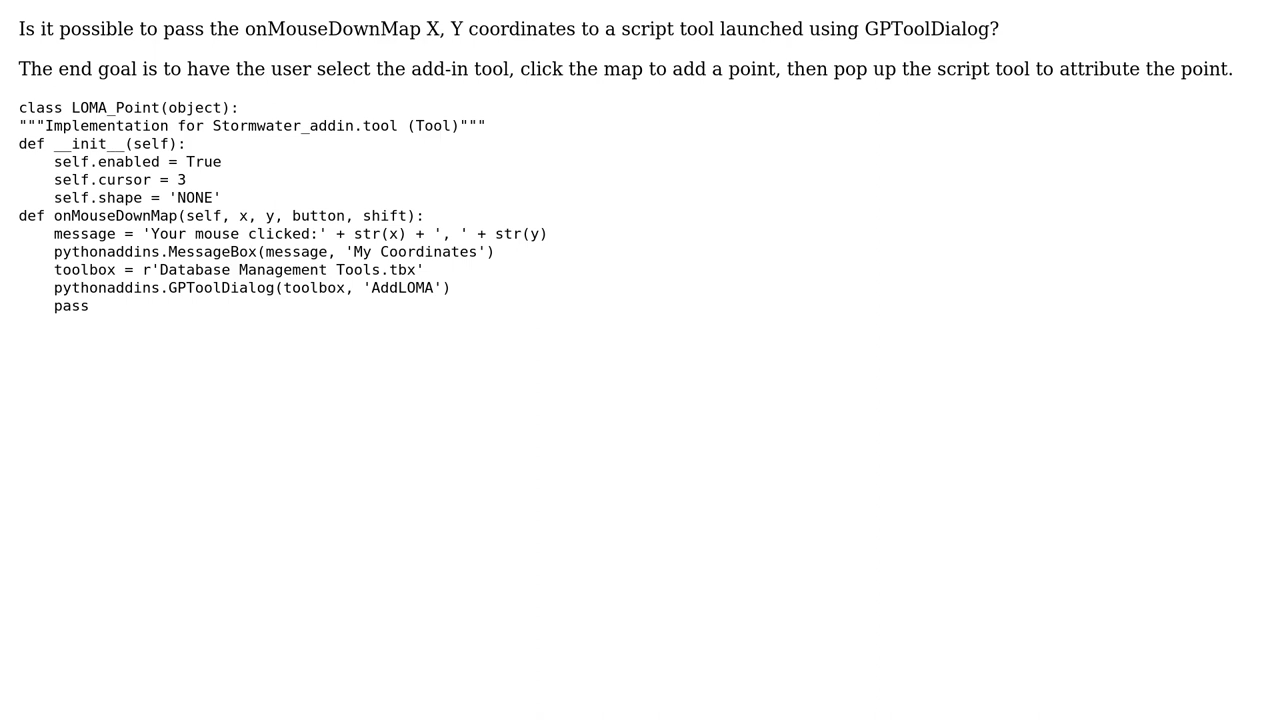 Is it possible to pass the onMouseDownMap X, Y coordinates to a script tool launched using GPToolDialog?
The end goal is to have the user select the add-in tool, click the map to add a point, then pop up the script tool to attribute the point.
class LOMA_Point(object):
"""Implementation for Stormwater_addin.tool (Tool)"""
def __init__(self):
    self.enabled = True
    self.cursor = 3
    self.shape = 'NONE'
def onMouseDownMap(self, x, y, button, shift):
    message = 'Your mouse clicked:' + str(x) + ', ' + str(y)
    pythonaddins.MessageBox(message, 'My Coordinates')
    toolbox = r'Database Management Tools.tbx'
    pythonaddins.GPToolDialog(toolbox, 'AddLOMA')
    pass